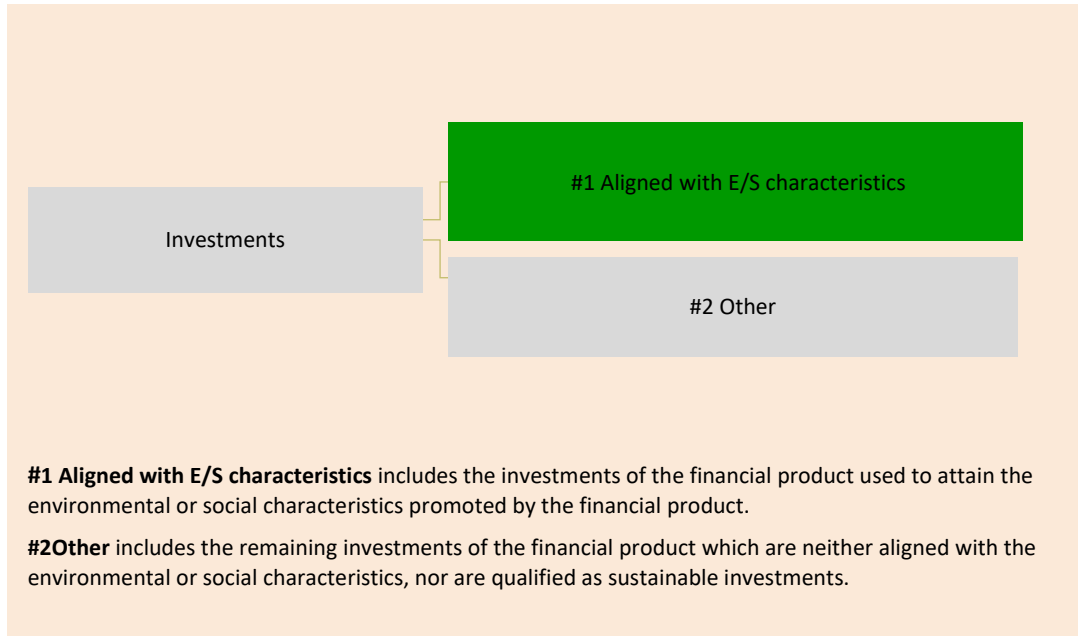 #1 Aligned with E/S characteristics
Investments
#2 Other
#1 Aligned with E/S characteristics includes the investments of the financial product used to attain the
environmental or social characteristics promoted by the financial product.
#2Other includes the remaining investments of the financial product which are neither aligned with the
environmental or social characteristics, nor are qualified as sustainable investments.